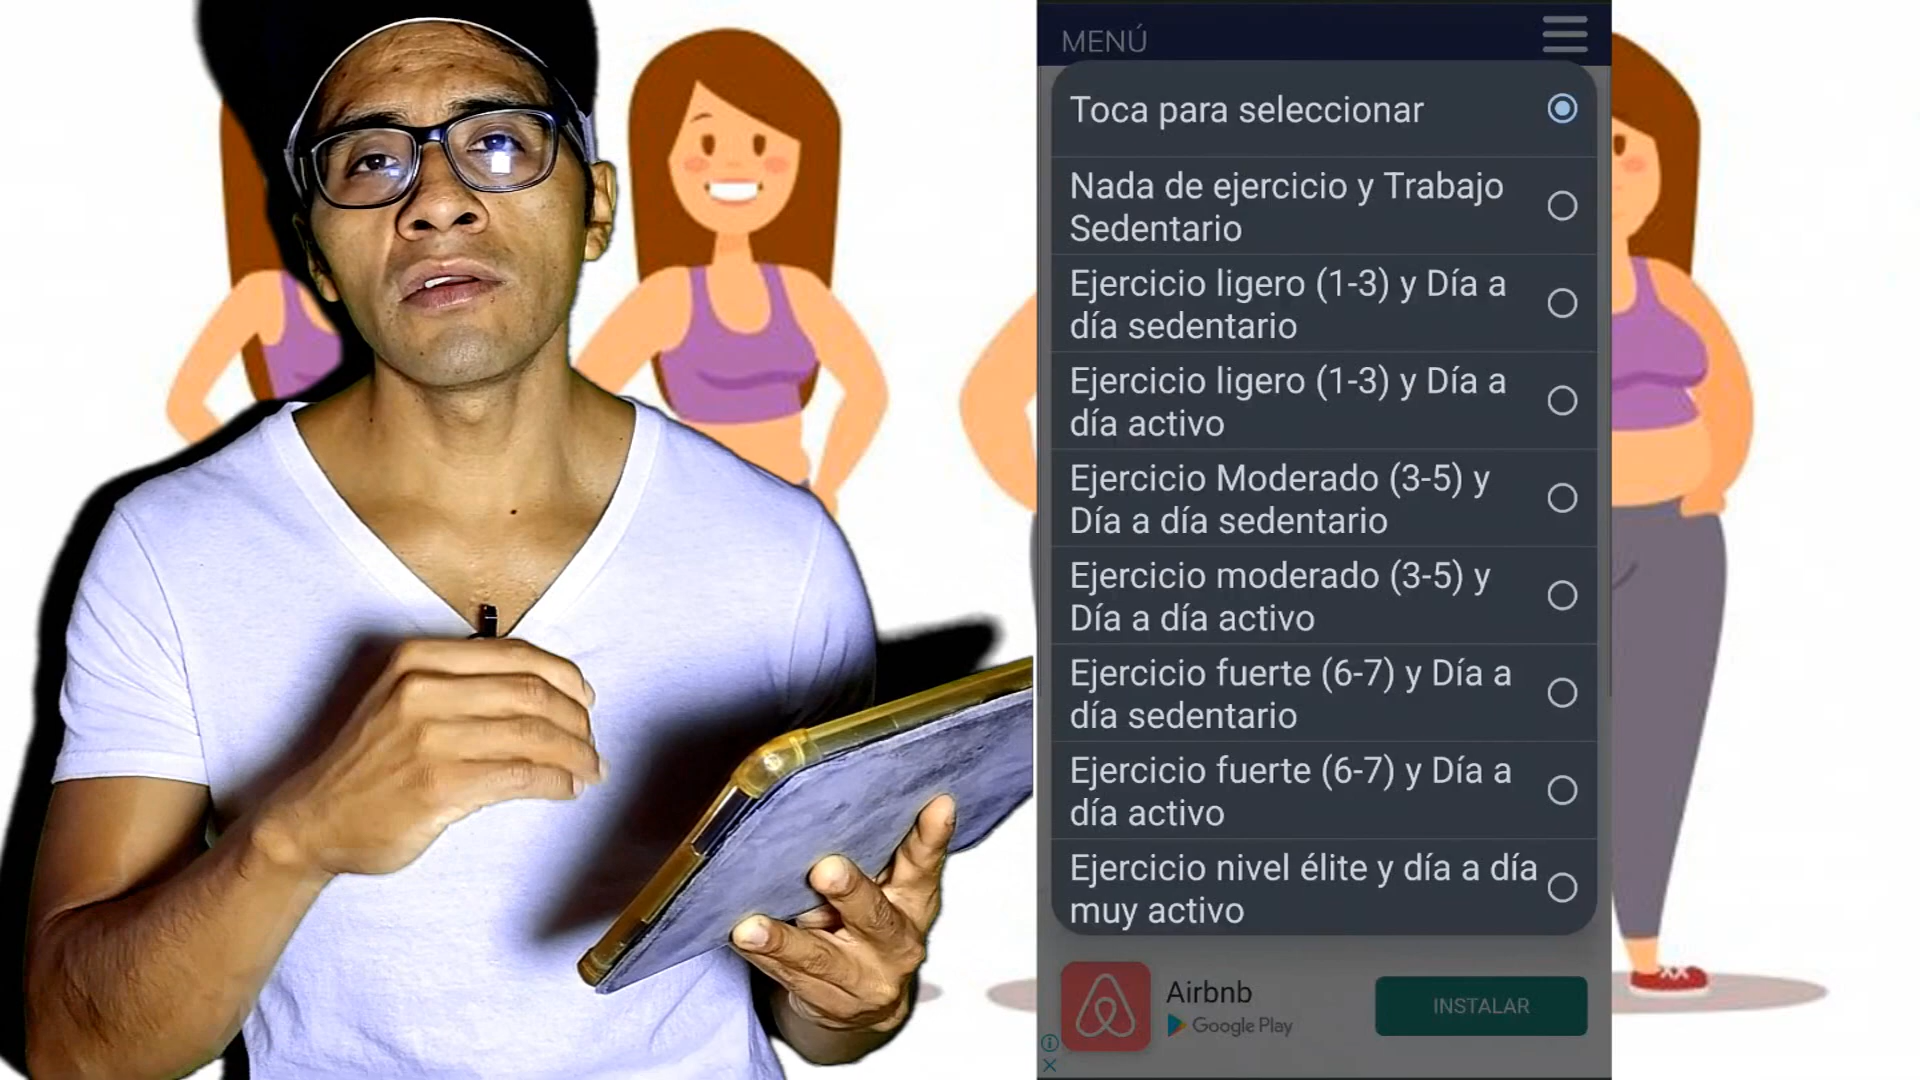 MENÚ
Toca para seleccionar
Nada de ejercicio y Trabajo
Sedentario
Ejercicio ligero (1-3) y Día a
día sedentario
Ejercicio ligero (1-3) y Día a
día activo
Ejercicio Moderado (3-5) y
Día a día sedentario
Ejercicio moderado (3-5) y
Día a día activo
Ejercicio fuerte (6-7) y Día a
día sedentario
Ejercicio fuerte (6-7) y Día a
día activo
Ejercicio nivel élite y día a día
muy activo
Airbnb
Google Play
INSTALAR